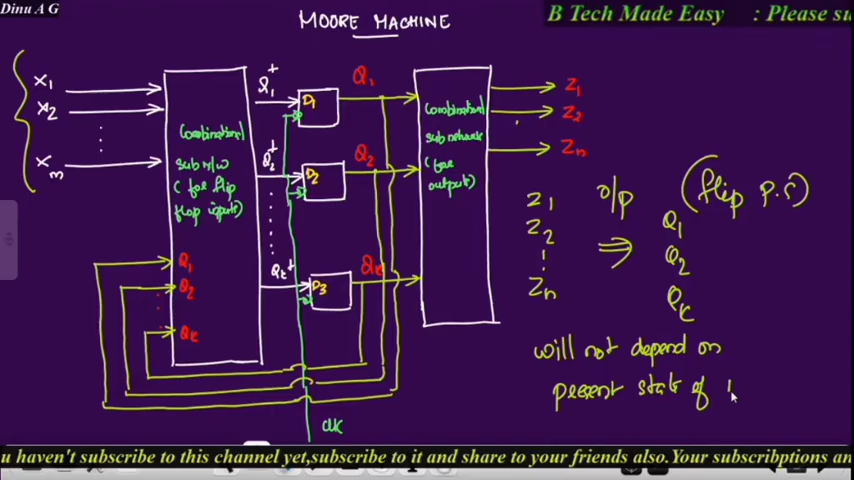 Dinu A G
MOORE MACHINE
B Tech Made Easy : Please su
X1
X2
Xm
Combinational
sub n/w
(for flip
flop inputs)
Q1
Q2
Qk
Q1+
Q2+
Qk+
D1
D2
D3
clk
Q1
Q2
Qk
Combinational
subnetwork
(for
output)
Z1
Z2
Zn
Z1 o/p (flip p.s)
Z2 ⇒ Q1
Zn Q2
Qk
will not depend on
present state of i
u haven't subscribe to this channel yet,subscribe to it and share to your friends also.Your subscribptions an